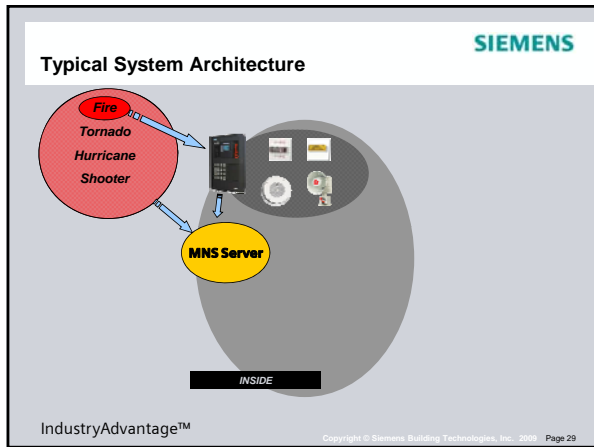 SIEMENS
Typical System Architecture
Fire
Tornado
Hurricane
Shooter
MNS Server
INSIDE
IndustryAdvantage™
Copyright © Siemens Building Technologies, Inc. 2009 Page 29